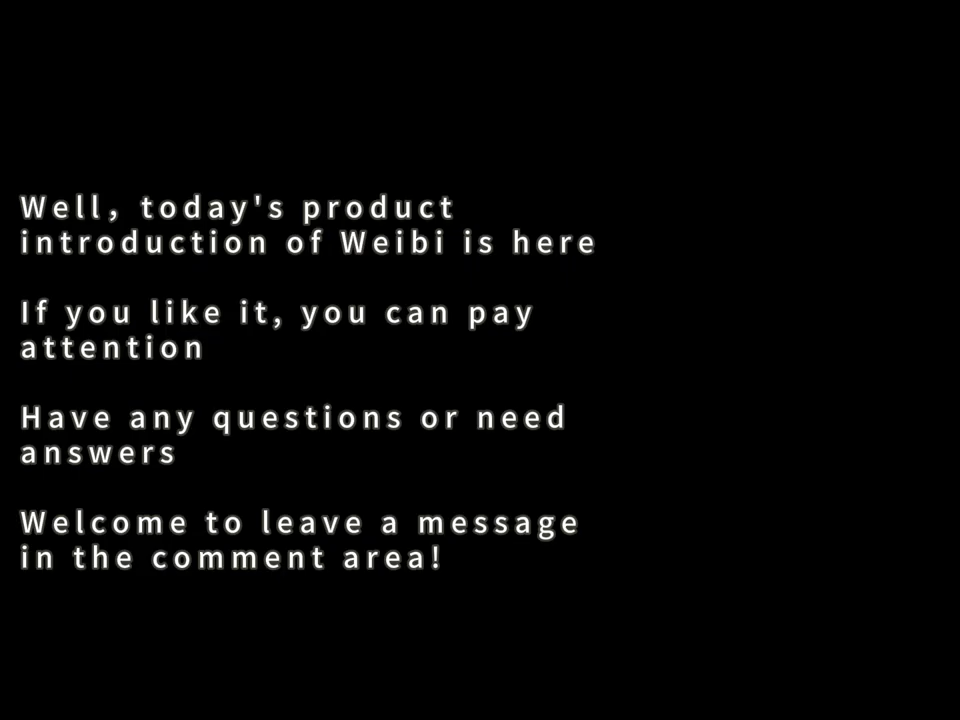 Well，today's product
introduction of Weibi is here
If you like it, you can pay
attention
Have any questions or need
answers
Welcome to leave a message
in the comment area!